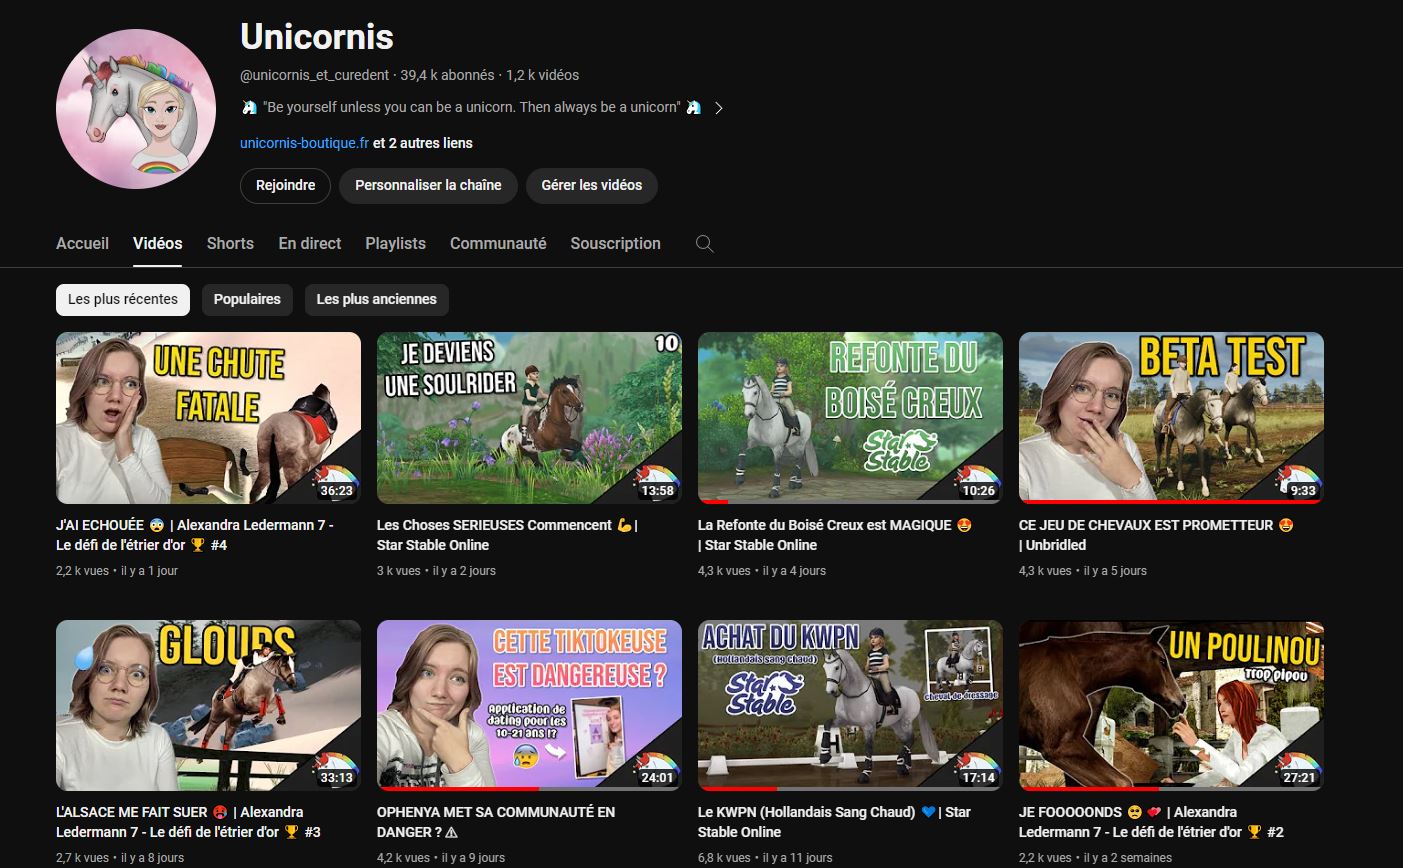 Unicornis
@unicornis_et_curedent · 39,4 k abonnés · 1,2 k vidéos
🦄 "Be yourself unless you can be a unicorn. Then always be a unicorn" 🦄
unicornis-boutique.fr et 2 autres liens
Rejoindre Personnaliser la chaîne Gérer les vidéos
Accueil Vidéos Shorts En direct Playlists Communauté Souscription
Les plus récentes Populaires Les plus anciennes
UNE CHUTE
FATALE
36:23
JE DEVIENS
UNE SOULRIDER
10
13:58
REFONTE DU
BOISÉ CREUX
Star
Stable
10:26
BETA TEST
9:33
J'AI ECHOUÉE 😨 | Alexandra Ledermann 7 -
Le défi de l'étrier d'or 🏆 #4
2,2 k vues • il y a 1 jour
Les Choses SERIEUSES Commencent 💪 |
Star Stable Online
3 k vues • il y a 2 jours
La Refonte du Boisé Creux est MAGIQUE 🤩
| Star Stable Online
4,3 k vues • il y a 4 jours
CE JEU DE CHEVAUX EST PROMETTEUR 🤩
| Unbridled
4,3 k vues • il y a 5 jours
GLOUPS
33:13
CETTE TIKTOKEUSE
EST DANGEREUSE ?
application de
dating pour les
10-21 ans !?
24:01
ACHAT DU KWPN
(Hollandais sang chaud)
Star
Stable
cheval de dressage
H
17:14
UN POULINOU
TROP pipou
27:21
L'ALSACE ME FAIT SUER 🥵 | Alexandra
Ledermann 7 - Le défi de l'étrier d'or 🏆 #3
2,7 k vues • il y a 8 jours
OPHENYA MET SA COMMUNAUTÉ EN
DANGER ? ⚠
4,2 k vues • il y a 9 jours
Le KWPN (Hollandais Sang Chaud) 💙 | Star
Stable Online
6,8 k vues • il y a 11 jours
JE FOOOOONDS 🥺 💕 | Alexandra
Ledermann 7 - Le défi de l'étrier d'or 🏆 #2
2,2 k vues • il y a 2 semaines